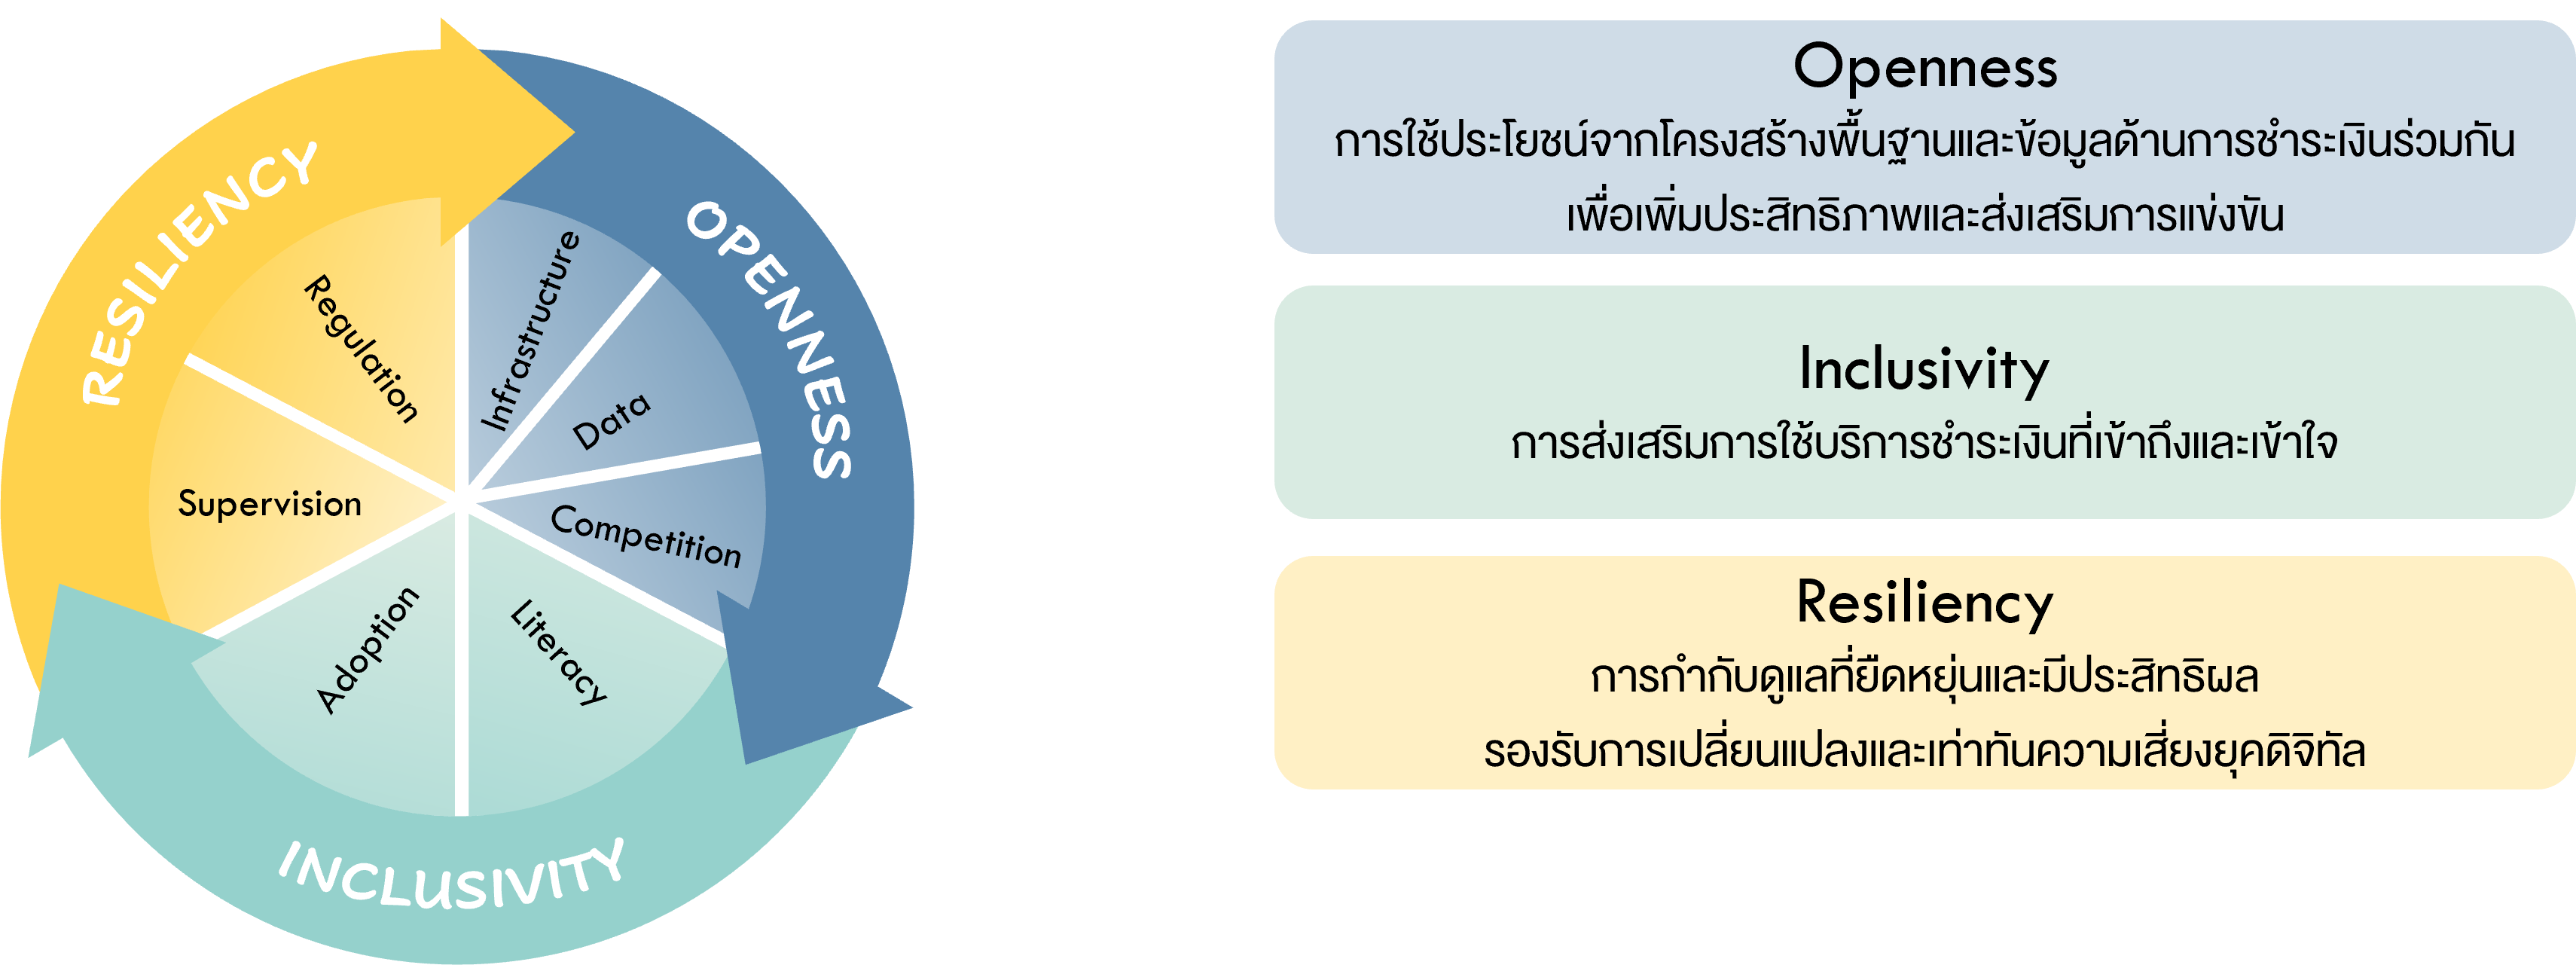 RESILIENCY
OPENNESS
INCLUSIVITY
Regulation
Infrastructure
Data
Competition
Supervision
Adoption
Literacy
Openness
การใช้ประโยชน์จากโครงสร้างพื้นฐานและข้อมูลด้านการชำระเงินร่วมกัน
เพื่อเพิ่มประสิทธิภาพและส่งเสริมการแข่งขัน
Inclusivity
การส่งเสริมการใช้บริการชำระเงินที่เข้าถึงและเข้าใจ
Resiliency
การกำกับดูแลที่ยืดหยุ่นและมีประสิทธิผล
รองรับการเปลี่ยนแปลงและเท่าทันความเสี่ยงยุคดิจิทัล